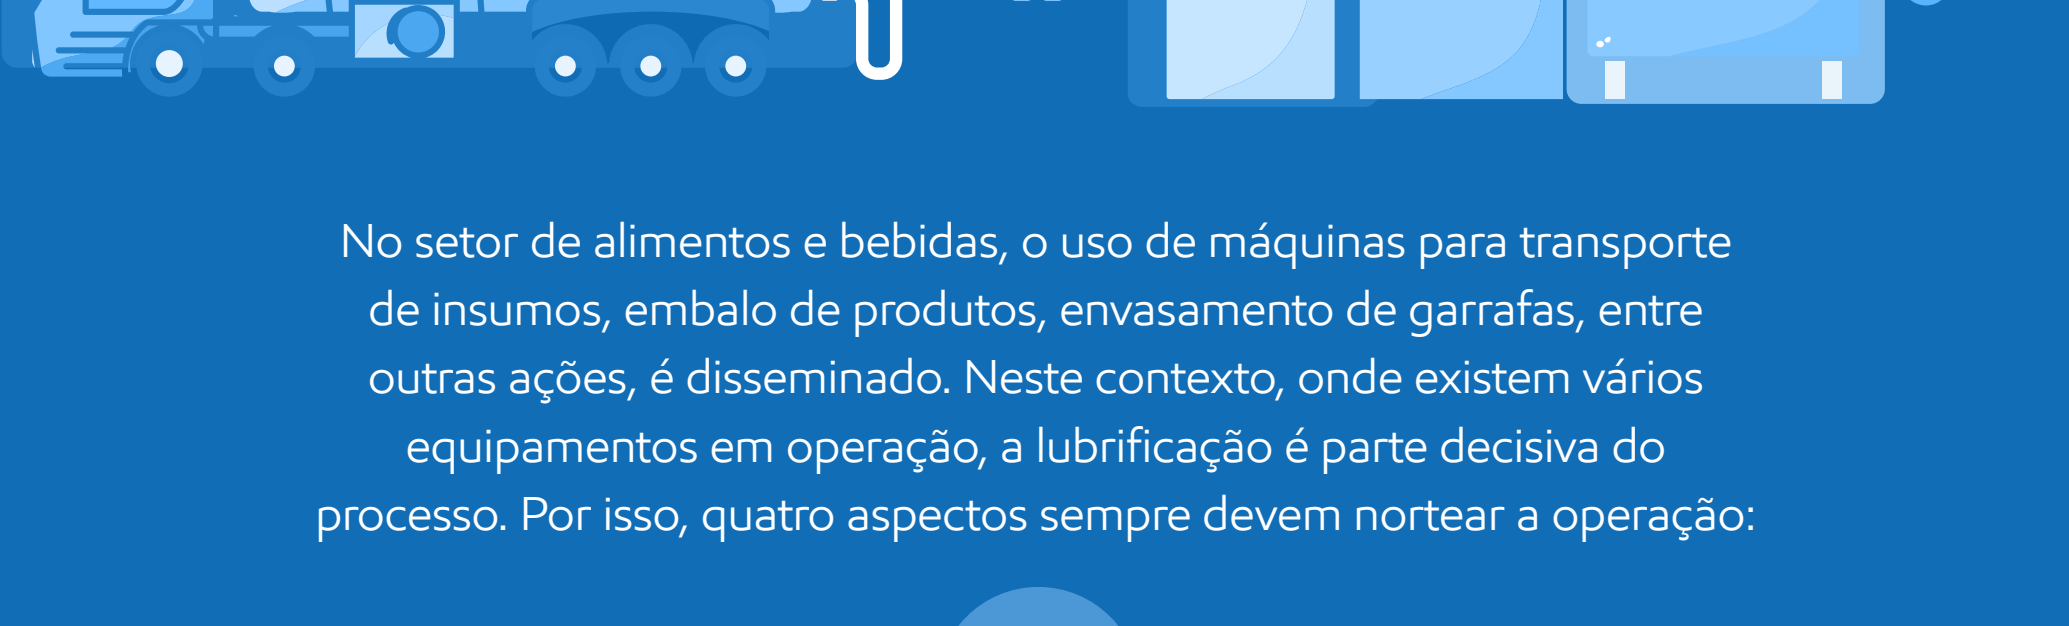 No setor de alimentos e bebidas, o uso de máquinas para transporte
de insumos, embalo de produtos, envasamento de garrafas, entre
outras ações, é disseminado. Neste contexto, onde existem vários
equipamentos em operação, a lubrificação é parte decisiva do
processo. Por isso, quatro aspectos sempre devem nortear a operação: